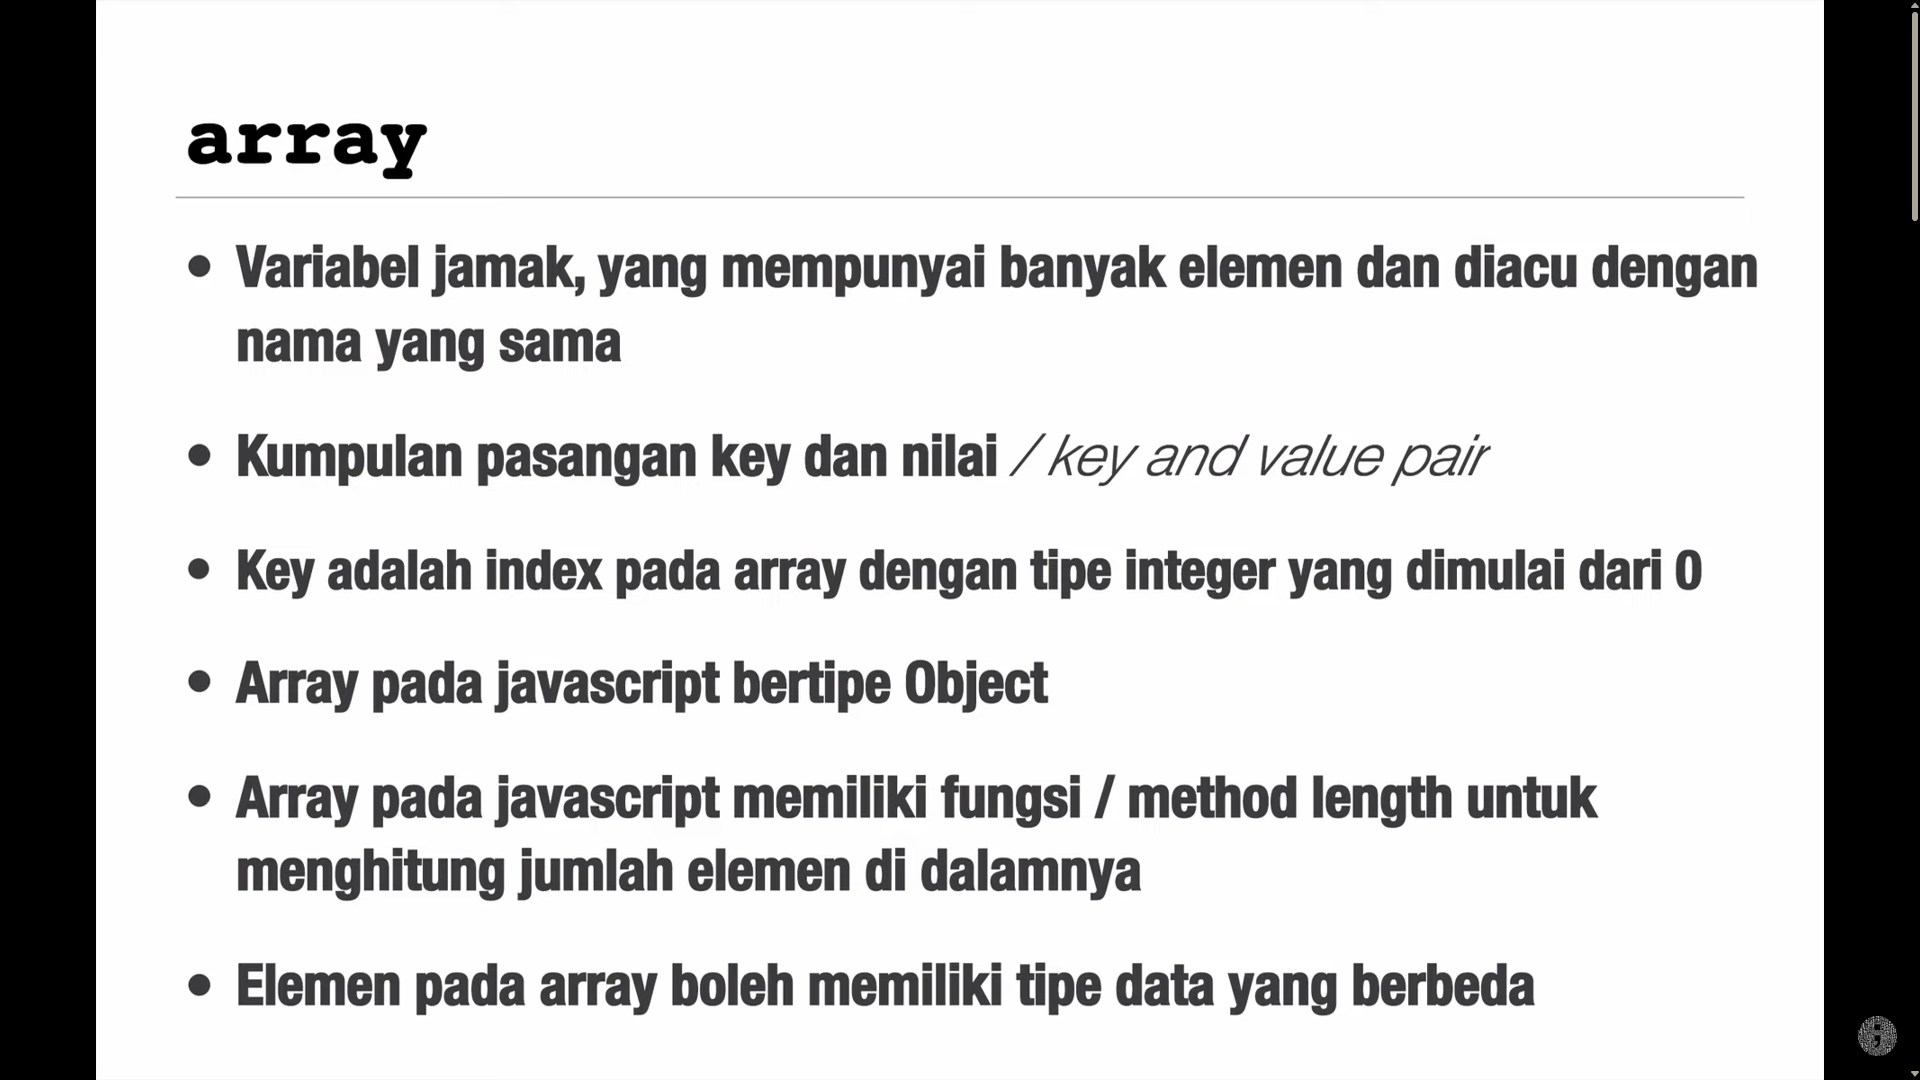 array
• Variabel jamak, yang mempunyai banyak elemen dan diacu dengan
nama yang sama
• Kumpulan pasangan key dan nilai / key and value pair
• Key adalah index pada array dengan tipe integer yang dimulai dari 0
• Array pada javascript bertipe Object
• Array pada javascript memiliki fungsi / method length untuk
menghitung jumlah elemen di dalamnya
• Elemen pada array boleh memiliki tipe data yang berbeda